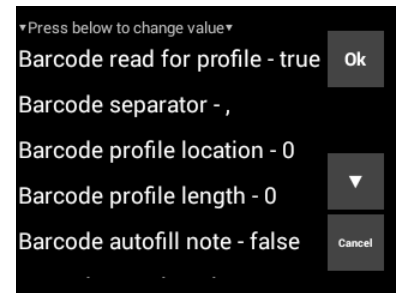 ▾Press below to change value▾
Barcode read for profile - true
Ok
Barcode separator - ,
Barcode profile location - 0
▼
Barcode profile length - 0
Barcode autofill note - false
Cancel